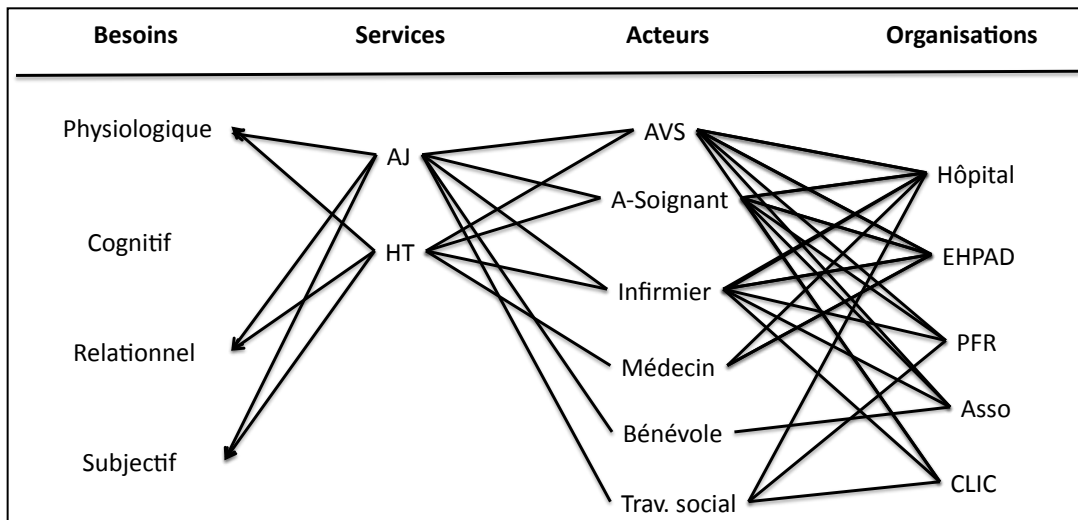 Besoins Services Acteurs Organisations
Physiologique
Cognitif
Relationnel
Subjectif
AJ
HT
AVS
A-Soignant
Infirmier
Médecin
Bénévole
Trav. social
Hôpital
EHPAD
PFR
Asso
CLIC